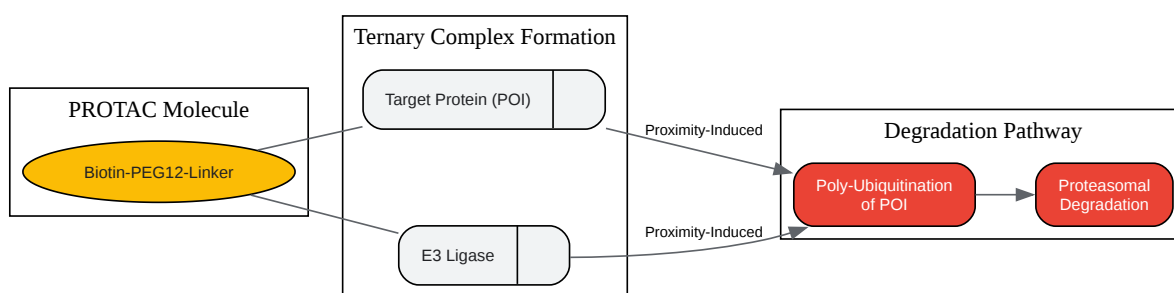 PROTAC Molecule
Biotin-PEG12-Linker
Ternary Complex Formation
Target Protein (POI)
E3 Ligase
Proximity-Induced
Proximity-Induced
Degradation Pathway
Poly-Ubiquitination
of POI
Proteasomal
Degradation